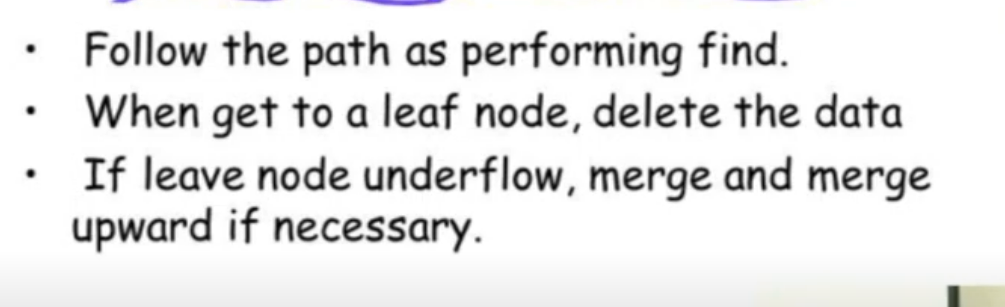 • Follow the path as performing find.
• When get to a leaf node, delete the data
• If leave node underflow, merge and merge
upward if necessary.